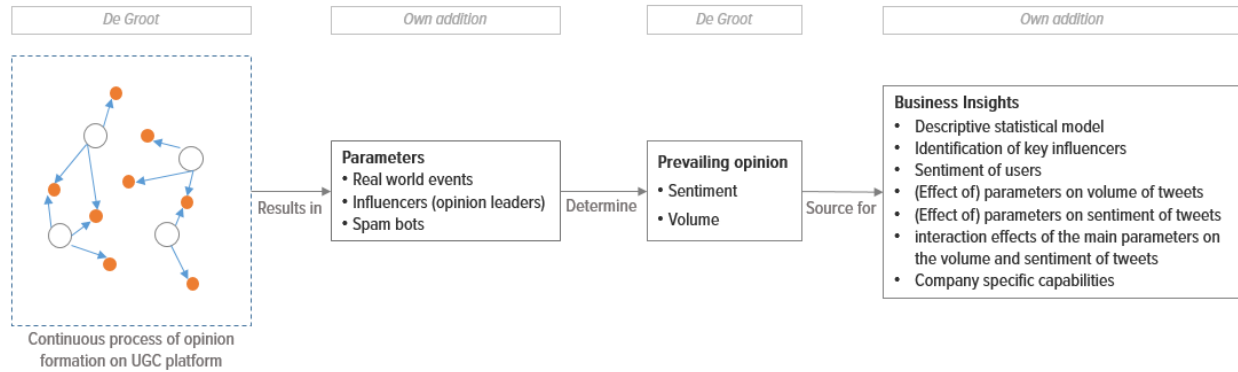 De Groot
Own addition
De Groot
Own addition
Continuous process of opinion
formation on UGC platform
Results in
Parameters
• Real world events
• Influencers (opinion leaders)
• Spam bots
Determine
Prevailing opinion
• Sentiment
• Volume
Source for
Business Insights
• Descriptive statistical model
• Identification of key influencers
• Sentiment of users
• (Effect of) parameters on volume of tweets
• (Effect of) parameters on sentiment of tweets
• interaction effects of the main parameters on
the volume and sentiment of tweets
• Company specific capabilities